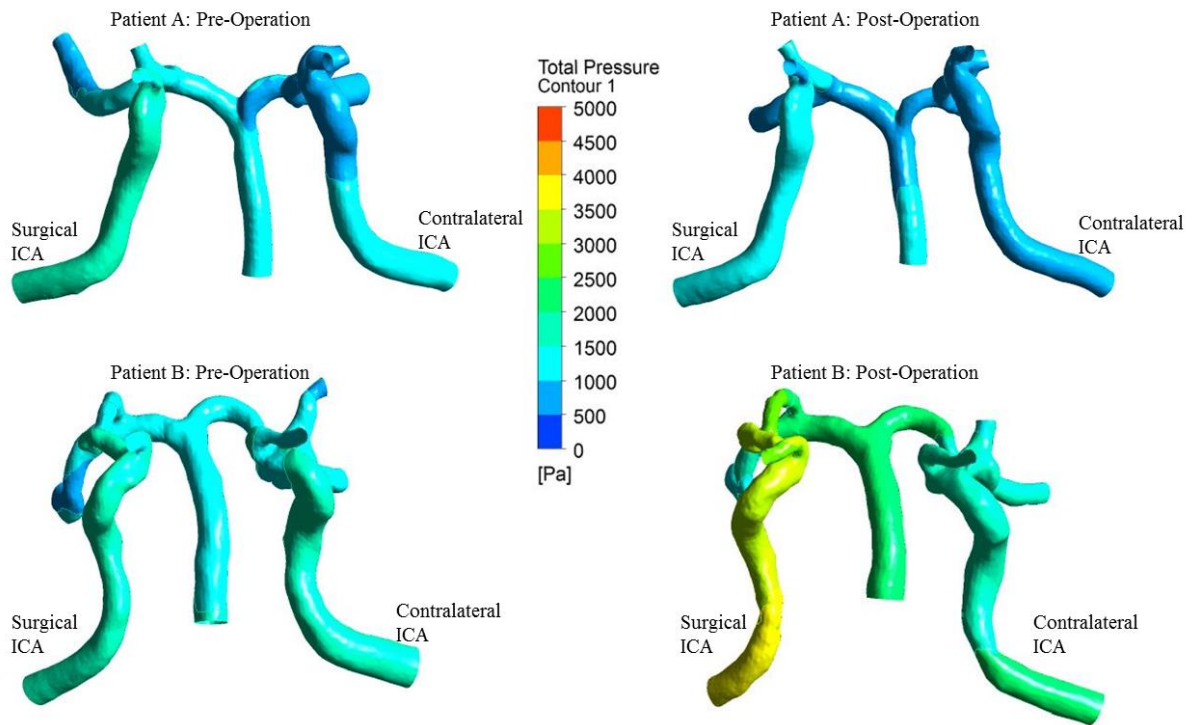 Patient A: Pre-Operation
Patient A: Post-Operation
Total Pressure
Contour 1
5000
4500
4000
3500
3000
2500
2000
1500
1000
500
0
[Pa]
Surgical
ICA
Contralateral
ICA
Surgical
ICA
Contralateral
ICA
Patient B: Pre-Operation
Patient B: Post-Operation
Surgical
ICA
Contralateral
ICA
Surgical
ICA
Contralateral
ICA